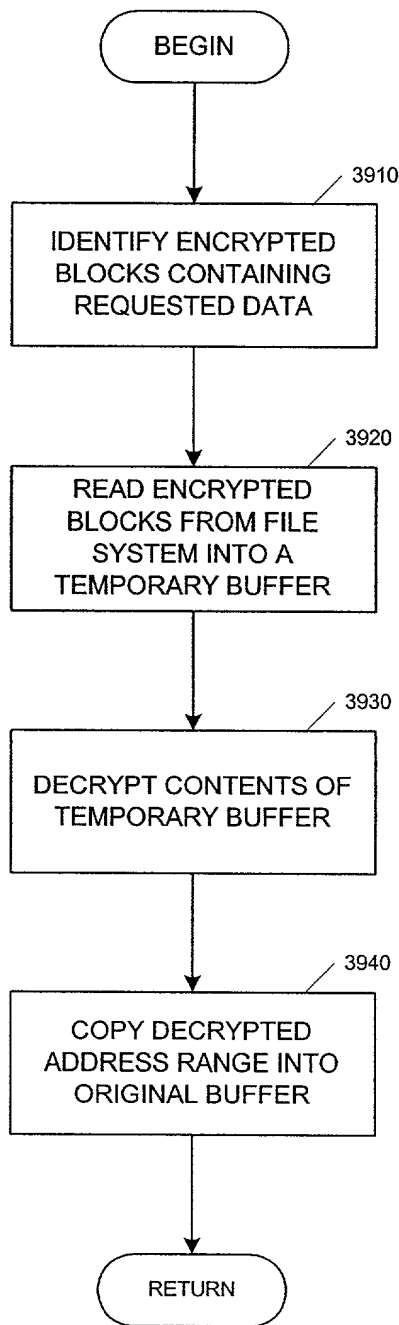 BEGIN
3910
IDENTIFY ENCRYPTED
BLOCKS CONTAINING
REQUESTED DATA
3920
READ ENCRYPTED
BLOCKS FROM FILE
SYSTEM INTO A
TEMPORARY BUFFER
3930
DECRYPT CONTENTS OF
TEMPORARY BUFFER
3940
COPY DECRYPTED
ADDRESS RANGE INTO
ORIGINAL BUFFER
RETURN